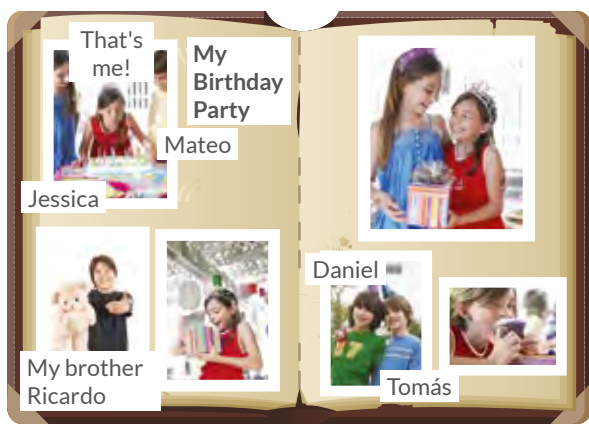 That's
me!
My
Birthday
Party
Mateo
Jessica
My brother
Ricardo
Daniel
Tomás